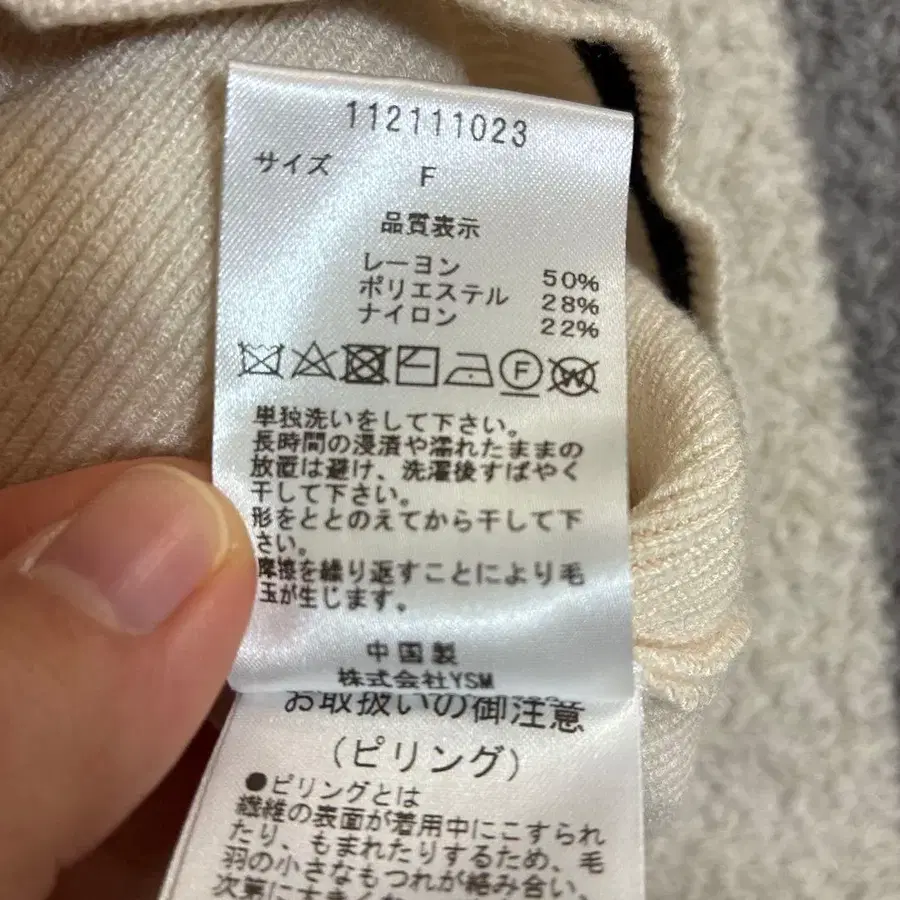 112111023
サイズ F
品質表示
レーヨン 50%
ポリエステル 28%
ナイロン 22%
F W
単独洗いをして下さい。
長時間の浸漬や濡れたままの
放置は避け、洗濯後すばやく
干して下さい。
形をととのえてから干して下
さい。
摩擦を繰り返すことにより毛
玉が生じます。
中国製
株式会社YSM
お取扱いの御注意
(ピリング)
●ピリングとは
繊維の表面が着用中にこすられ
たり、もまれたりするため、毛
羽の小さなもつれが絡み合い、
次第に大きく